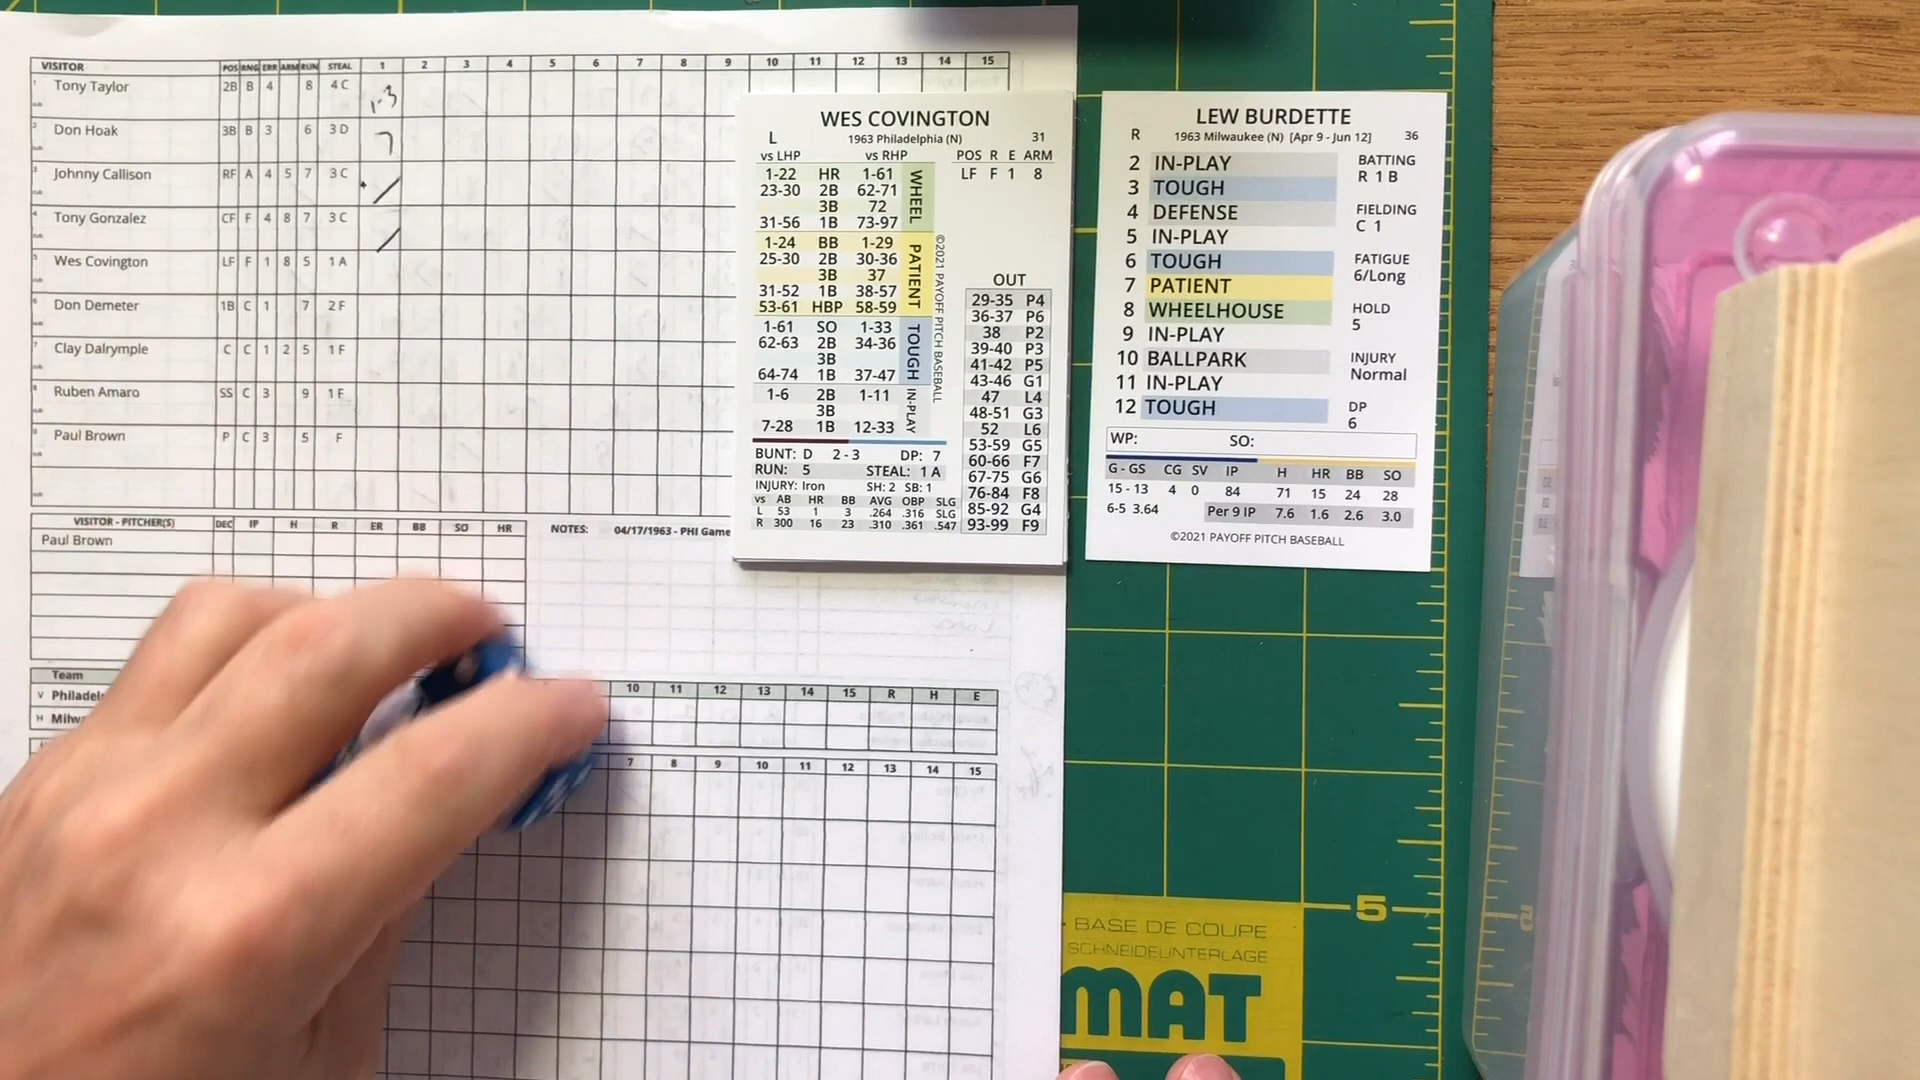 VISITOR POS RNG ERR ARM RUN STEAL 1 2 3 4 5 6 7 8 9 10 11 12 13 14 15
1 Tony Taylor 2B B 4 8 4 C 1-3
2 Don Hoak 3B B 3 6 3 D 7
3 Johnny Callison RF A 4 5 7 3 C
4 Tony Gonzalez CF F 4 8 7 3 C
5 Wes Covington LF F 1 8 5 1 A
6 Don Demeter 1B C 1 7 2 F
7 Clay Dalrymple C C 1 2 5 1 F
8 Ruben Amaro SS C 3 9 1 F
9 Paul Brown P C 3 5 F
VISITOR - PITCHER(S) DEC IP H R ER BB SO HR
Paul Brown
NOTES: 04/17/1963 - PHI Game
Team 10 11 12 13 14 15 R H E
V Philadel
H Milw
7 8 9 10 11 12 13 14 15
WES COVINGTON
L 1963 Philadelphia (N) 31
vs LHP vs RHP POS R E ARM
1-22 HR 1-61 LF F 1 8
23-30 2B 62-71
3B 72
31-56 1B 73-97
WHEEL
1-24 BB 1-29
25-30 2B 30-36
3B 37
31-52 1B 38-57
53-61 HBP 58-59
PATIENT
1-61 SO 1-33
62-63 2B 34-36
3B
64-74 1B 37-47
TOUGH
1-6 2B 1-11
3B
7-28 1B 12-33
IN-PLAY
©2021 PAYOFF PITCH BASEBALL
OUT
29-35 P4
36-37 P6
38 P2
39-40 P3
41-42 P5
43-46 G1
47 L4
48-51 G3
52 L6
53-59 G5
60-66 F7
67-75 G6
76-84 F8
85-92 G4
93-99 F9
BUNT: D 2 - 3 DP: 7
RUN: 5 STEAL: 1 A
INJURY: Iron SH: 2 SB: 1
vs AB HR BB AVG OBP SLG
L 53 1 3 .264 .316 SLG
R 300 16 23 .310 .361 .547
LEW BURDETTE
R 1963 Milwaukee (N) [Apr 9 - Jun 12] 36
2 IN-PLAY
3 TOUGH
4 DEFENSE
5 IN-PLAY
6 TOUGH
7 PATIENT
8 WHEELHOUSE
9 IN-PLAY
10 BALLPARK
11 IN-PLAY
12 TOUGH
BATTING
R 1 B
FIELDING
C 1
FATIGUE
6/Long
HOLD
5
INJURY
Normal
DP
6
WP: SO:
G - GS CG SV IP H HR BB SO
15 - 13 4 0 84 71 15 24 28
6-5 3.64 Per 9 IP 7.6 1.6 2.6 3.0
©2021 PAYOFF PITCH BASEBALL
5
BASE DE COUPE
SCHNEIDEUNTERLAGE
MAT